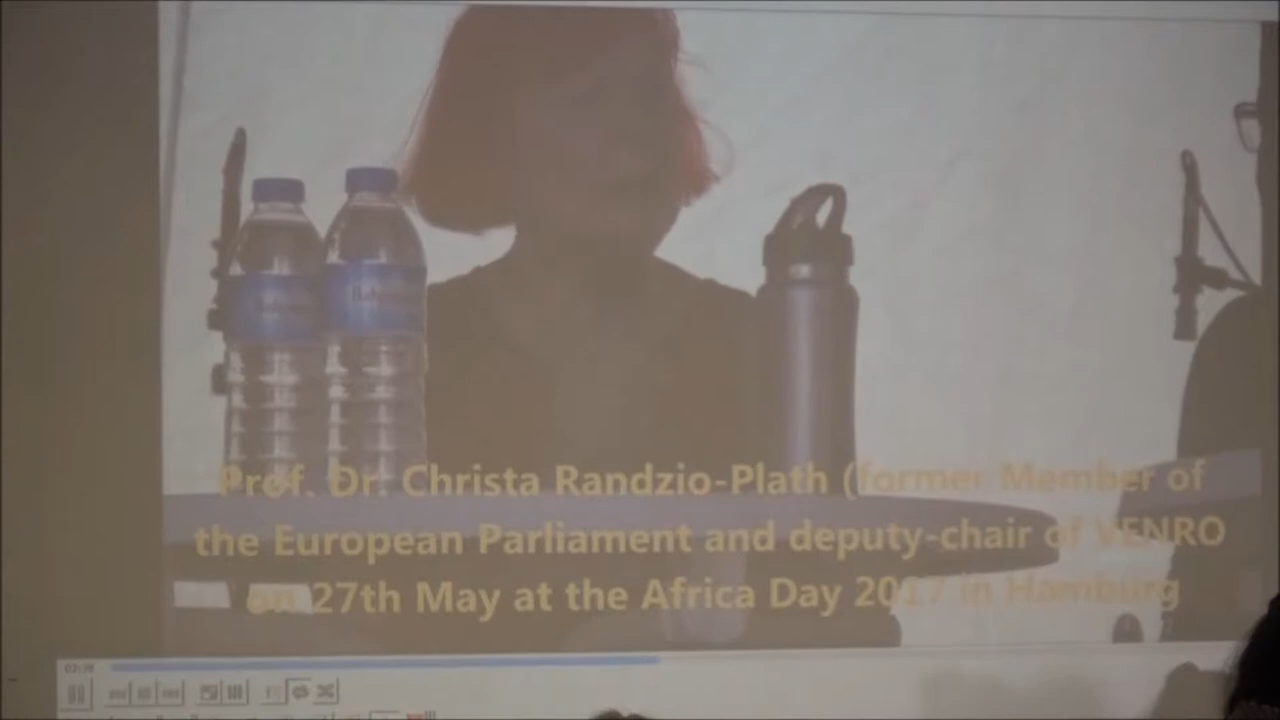 Prof. Dr. Christa Randzio-Plath (former Member of
the European Parliament and deputy-chair of VENRO
on 27th May at the Africa Day 2017 in Hamburg